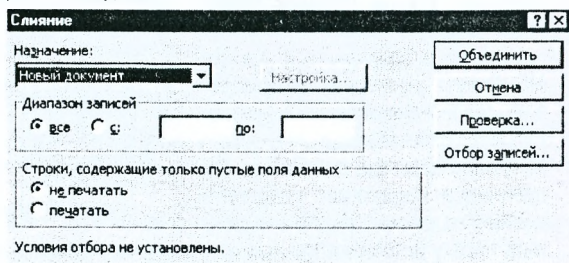 Слияние
Назначение:
Новый документ
Настройка...
Объединить
Отмена
Проверка...
Отбор записей...
Диапазон записей
все с: по:
Строки, содержащие только пустые поля данных
не печатать
печатать
Условия отбора не установлены.